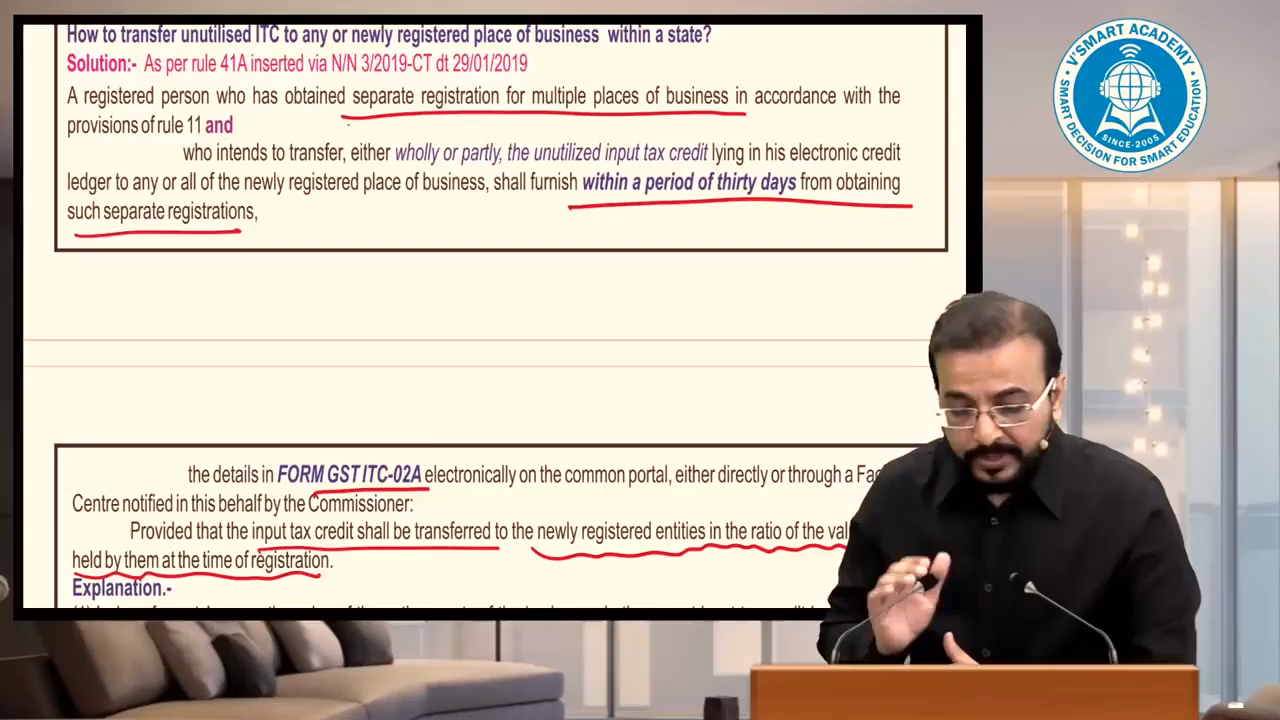 How to transfer unutilised ITC to any or newly registered place of business within a state?
Solution:- As per rule 41A inserted via N/N 3/2019-CT dt 29/01/2019
A registered person who has obtained separate registration for multiple places of business in accordance with the
provisions of rule 11 and
who intends to transfer, either wholly or partly, the unutilized input tax credit lying in his electronic credit
ledger to any or all of the newly registered place of business, shall furnish within a period of thirty days from obtaining
such separate registrations,
the details in FORM GST ITC-02A electronically on the common portal, either directly or through a
Centre notified in this behalf by the Commissioner:
Provided that the input tax credit shall be transferred to the newly registered entities in the ratio of the
held by them at the time of registration.
Explanation.-
V'SMART ACADEMY
SMART DECISION FOR SMART EDUCATION
SINCE-2005